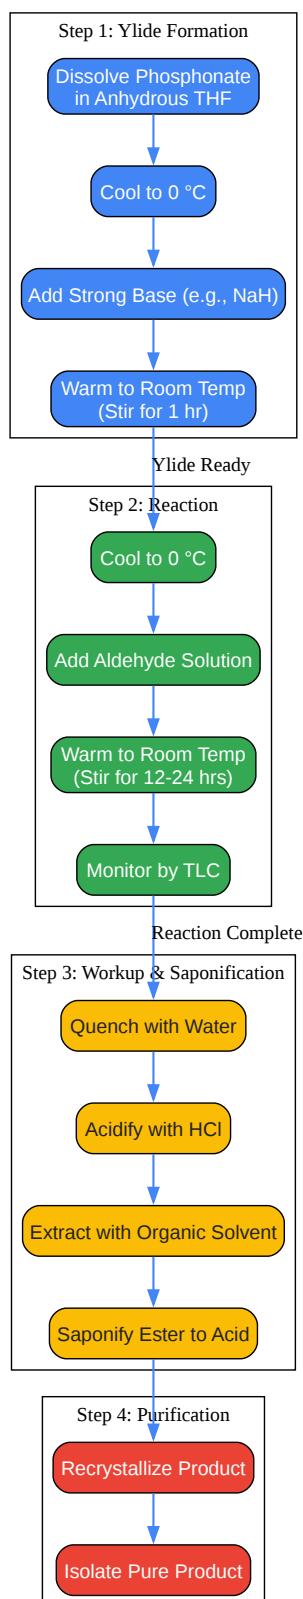 Step 1: Ylide Formation
Dissolve Phosphonate
in Anhydrous THF
Cool to 0 °C
Add Strong Base (e.g., NaH)
Warm to Room Temp
(Stir for 1 hr)
Ylide Ready
Step 2: Reaction
Cool to 0 °C
Add Aldehyde Solution
Warm to Room Temp
(Stir for 12-24 hrs)
Monitor by TLC
Reaction Complete
Step 3: Workup & Saponification
Quench with Water
Acidify with HCl
Extract with Organic Solvent
Saponify Ester to Acid
Step 4: Purification
Recrystallize Product
Isolate Pure Product